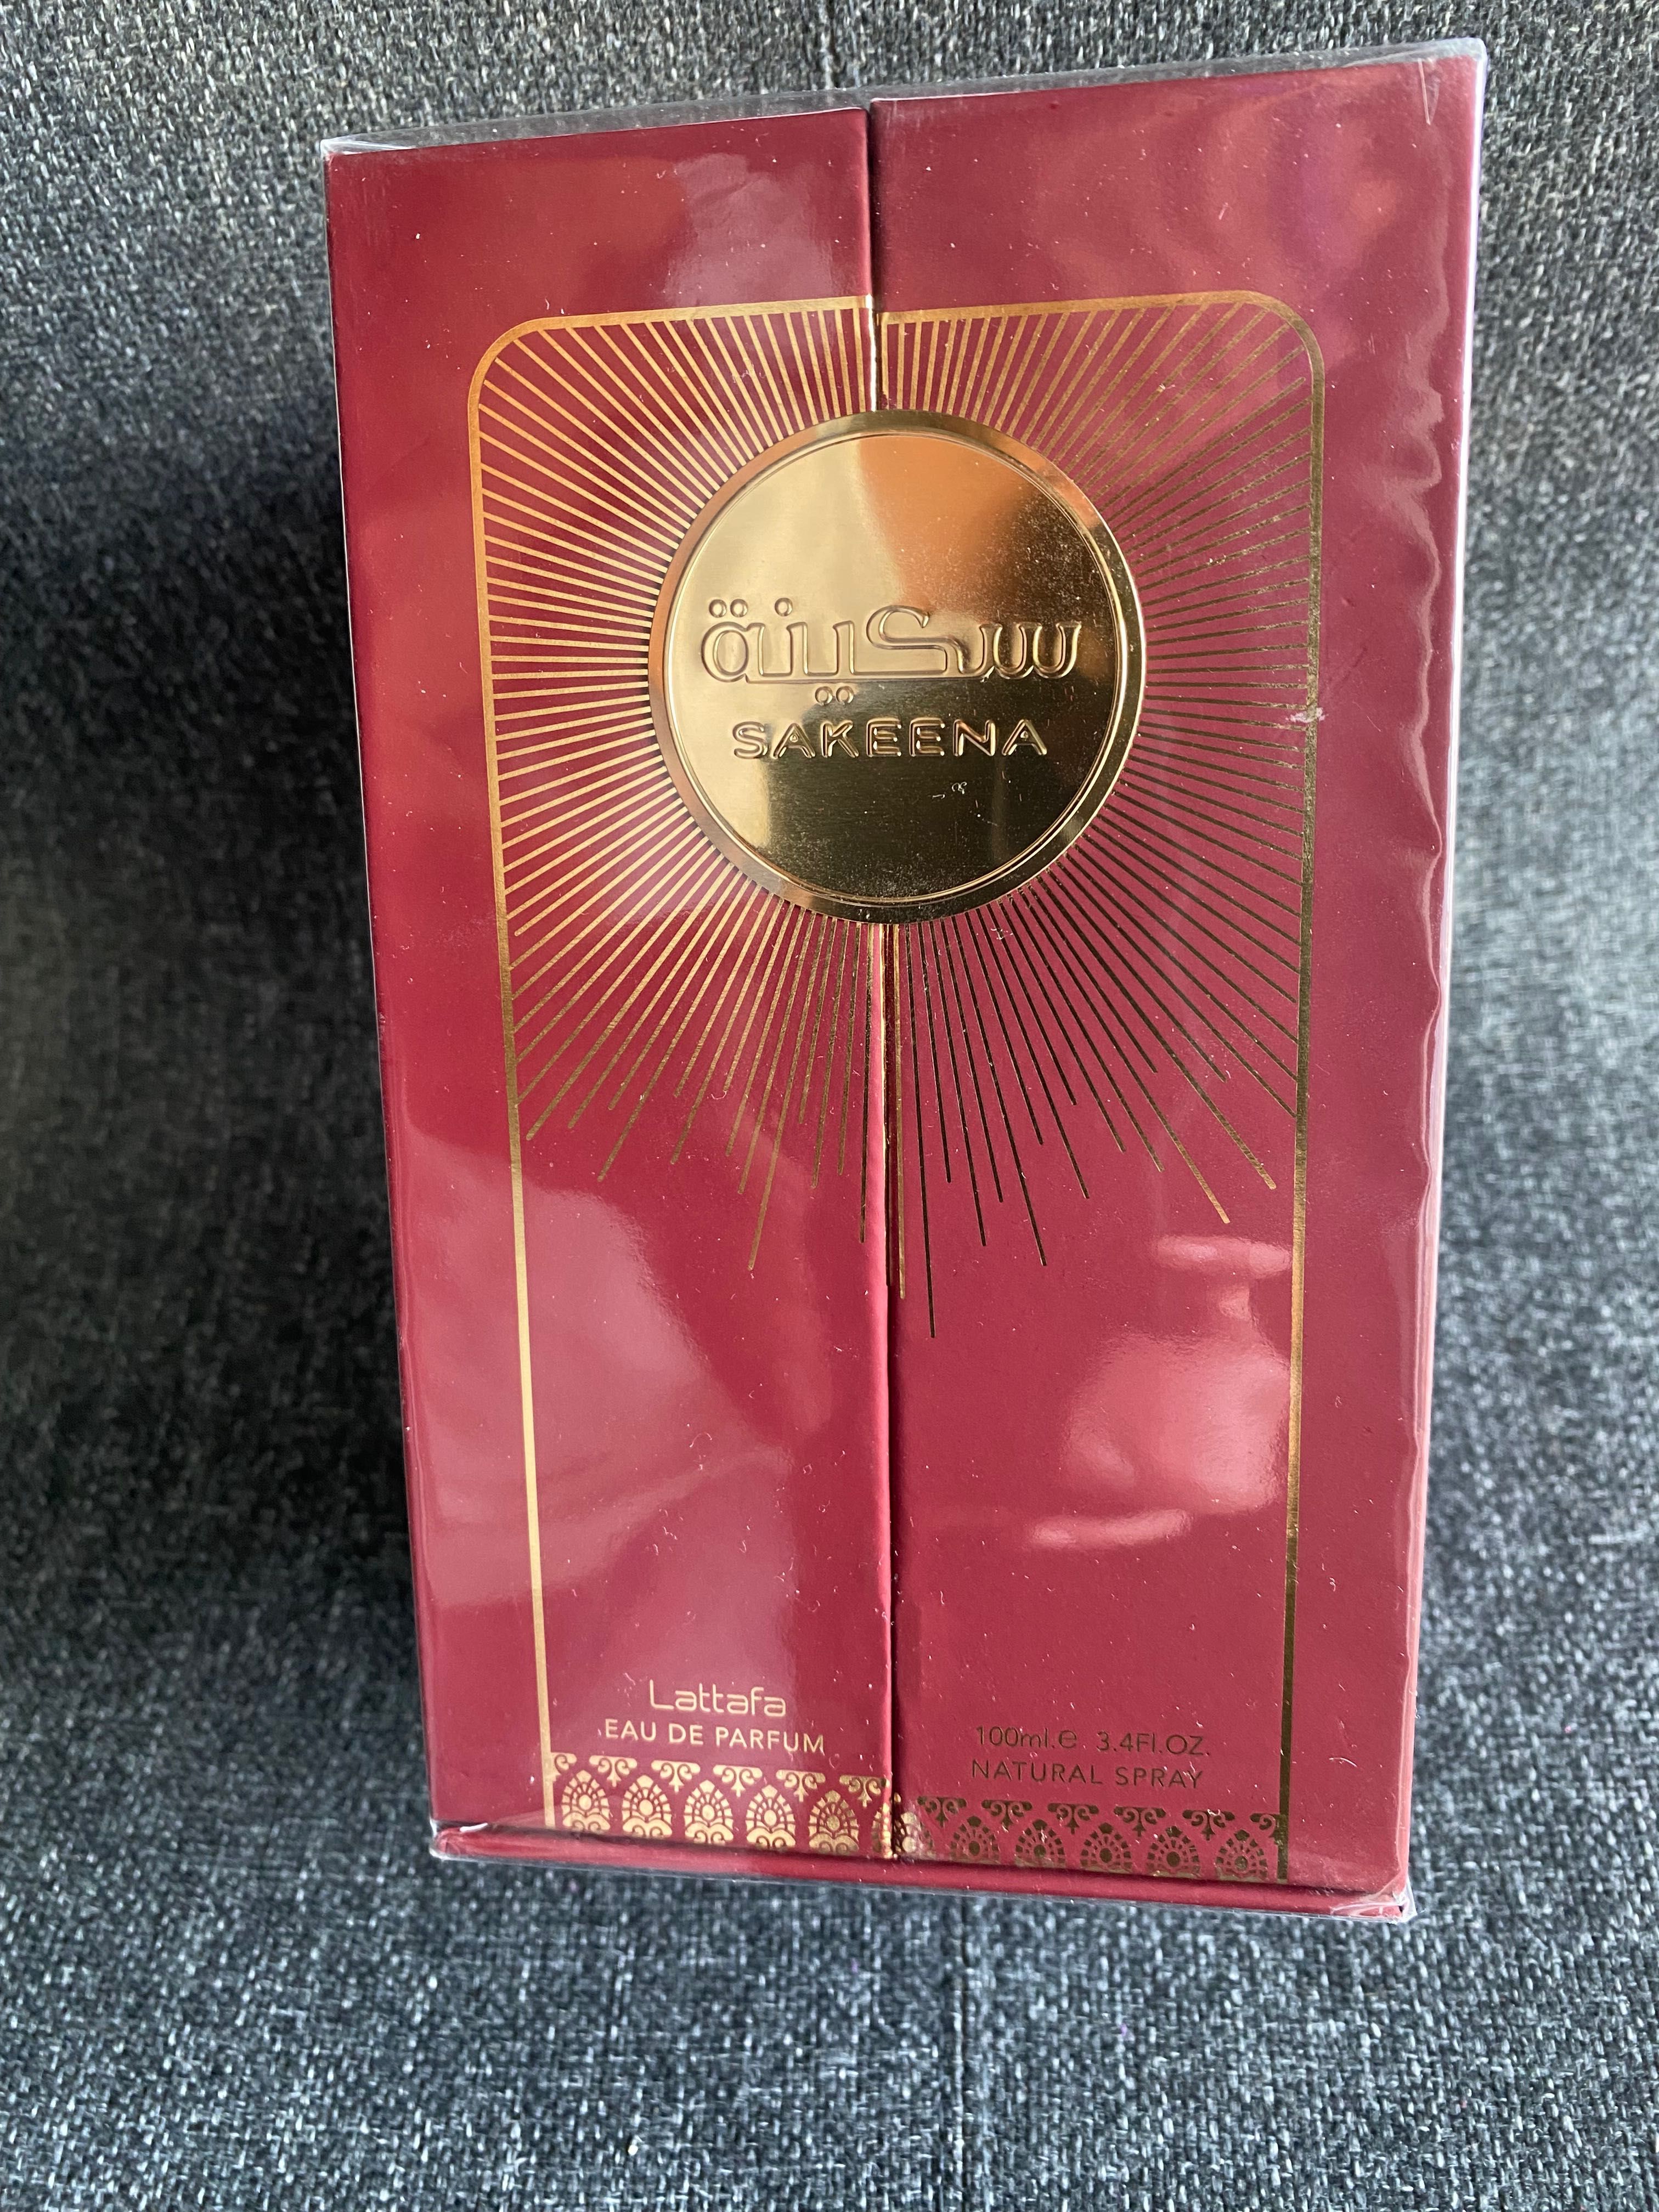 سكينة
SAKEENA
Lattafa
EAU DE PARFUM
100ml.e 3.4Fl.OZ.
NATURAL SPRAY